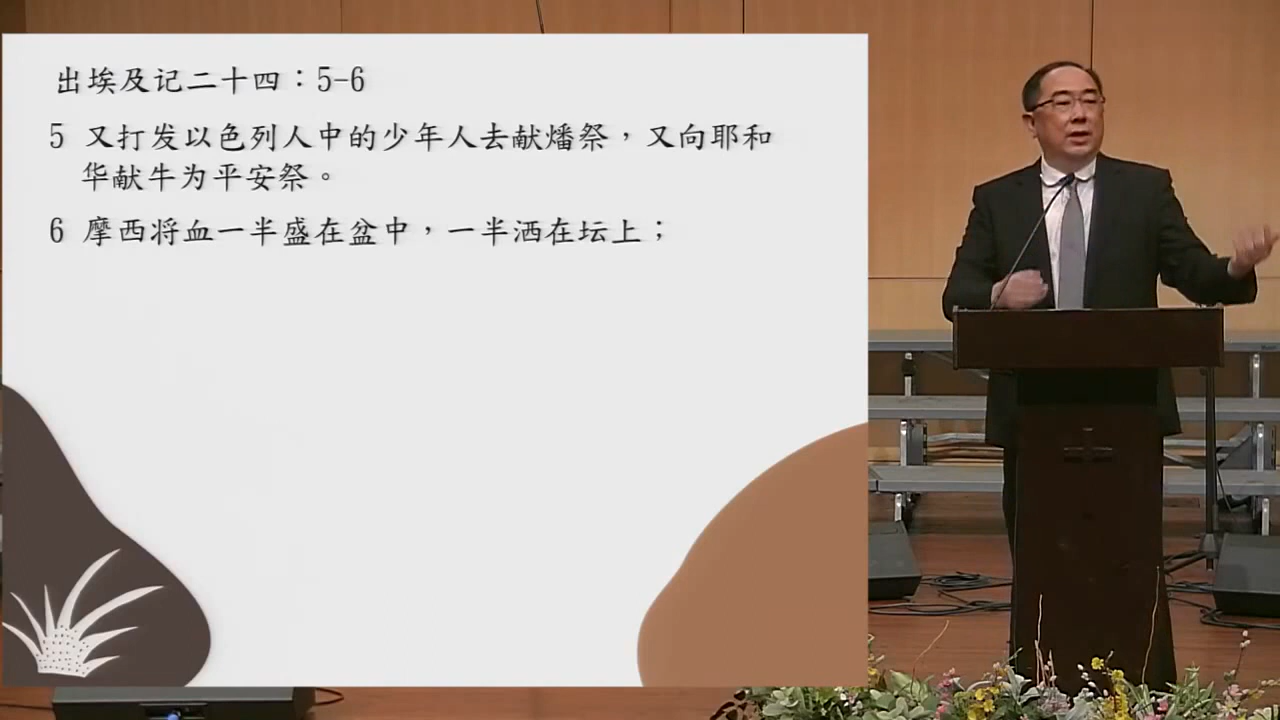 出埃及记二十四：5-6
5 又打发以色列人中的少年人去献燔祭，又向耶和
华献牛为平安祭。
6 摩西将血一半盛在盆中，一半洒在坛上；